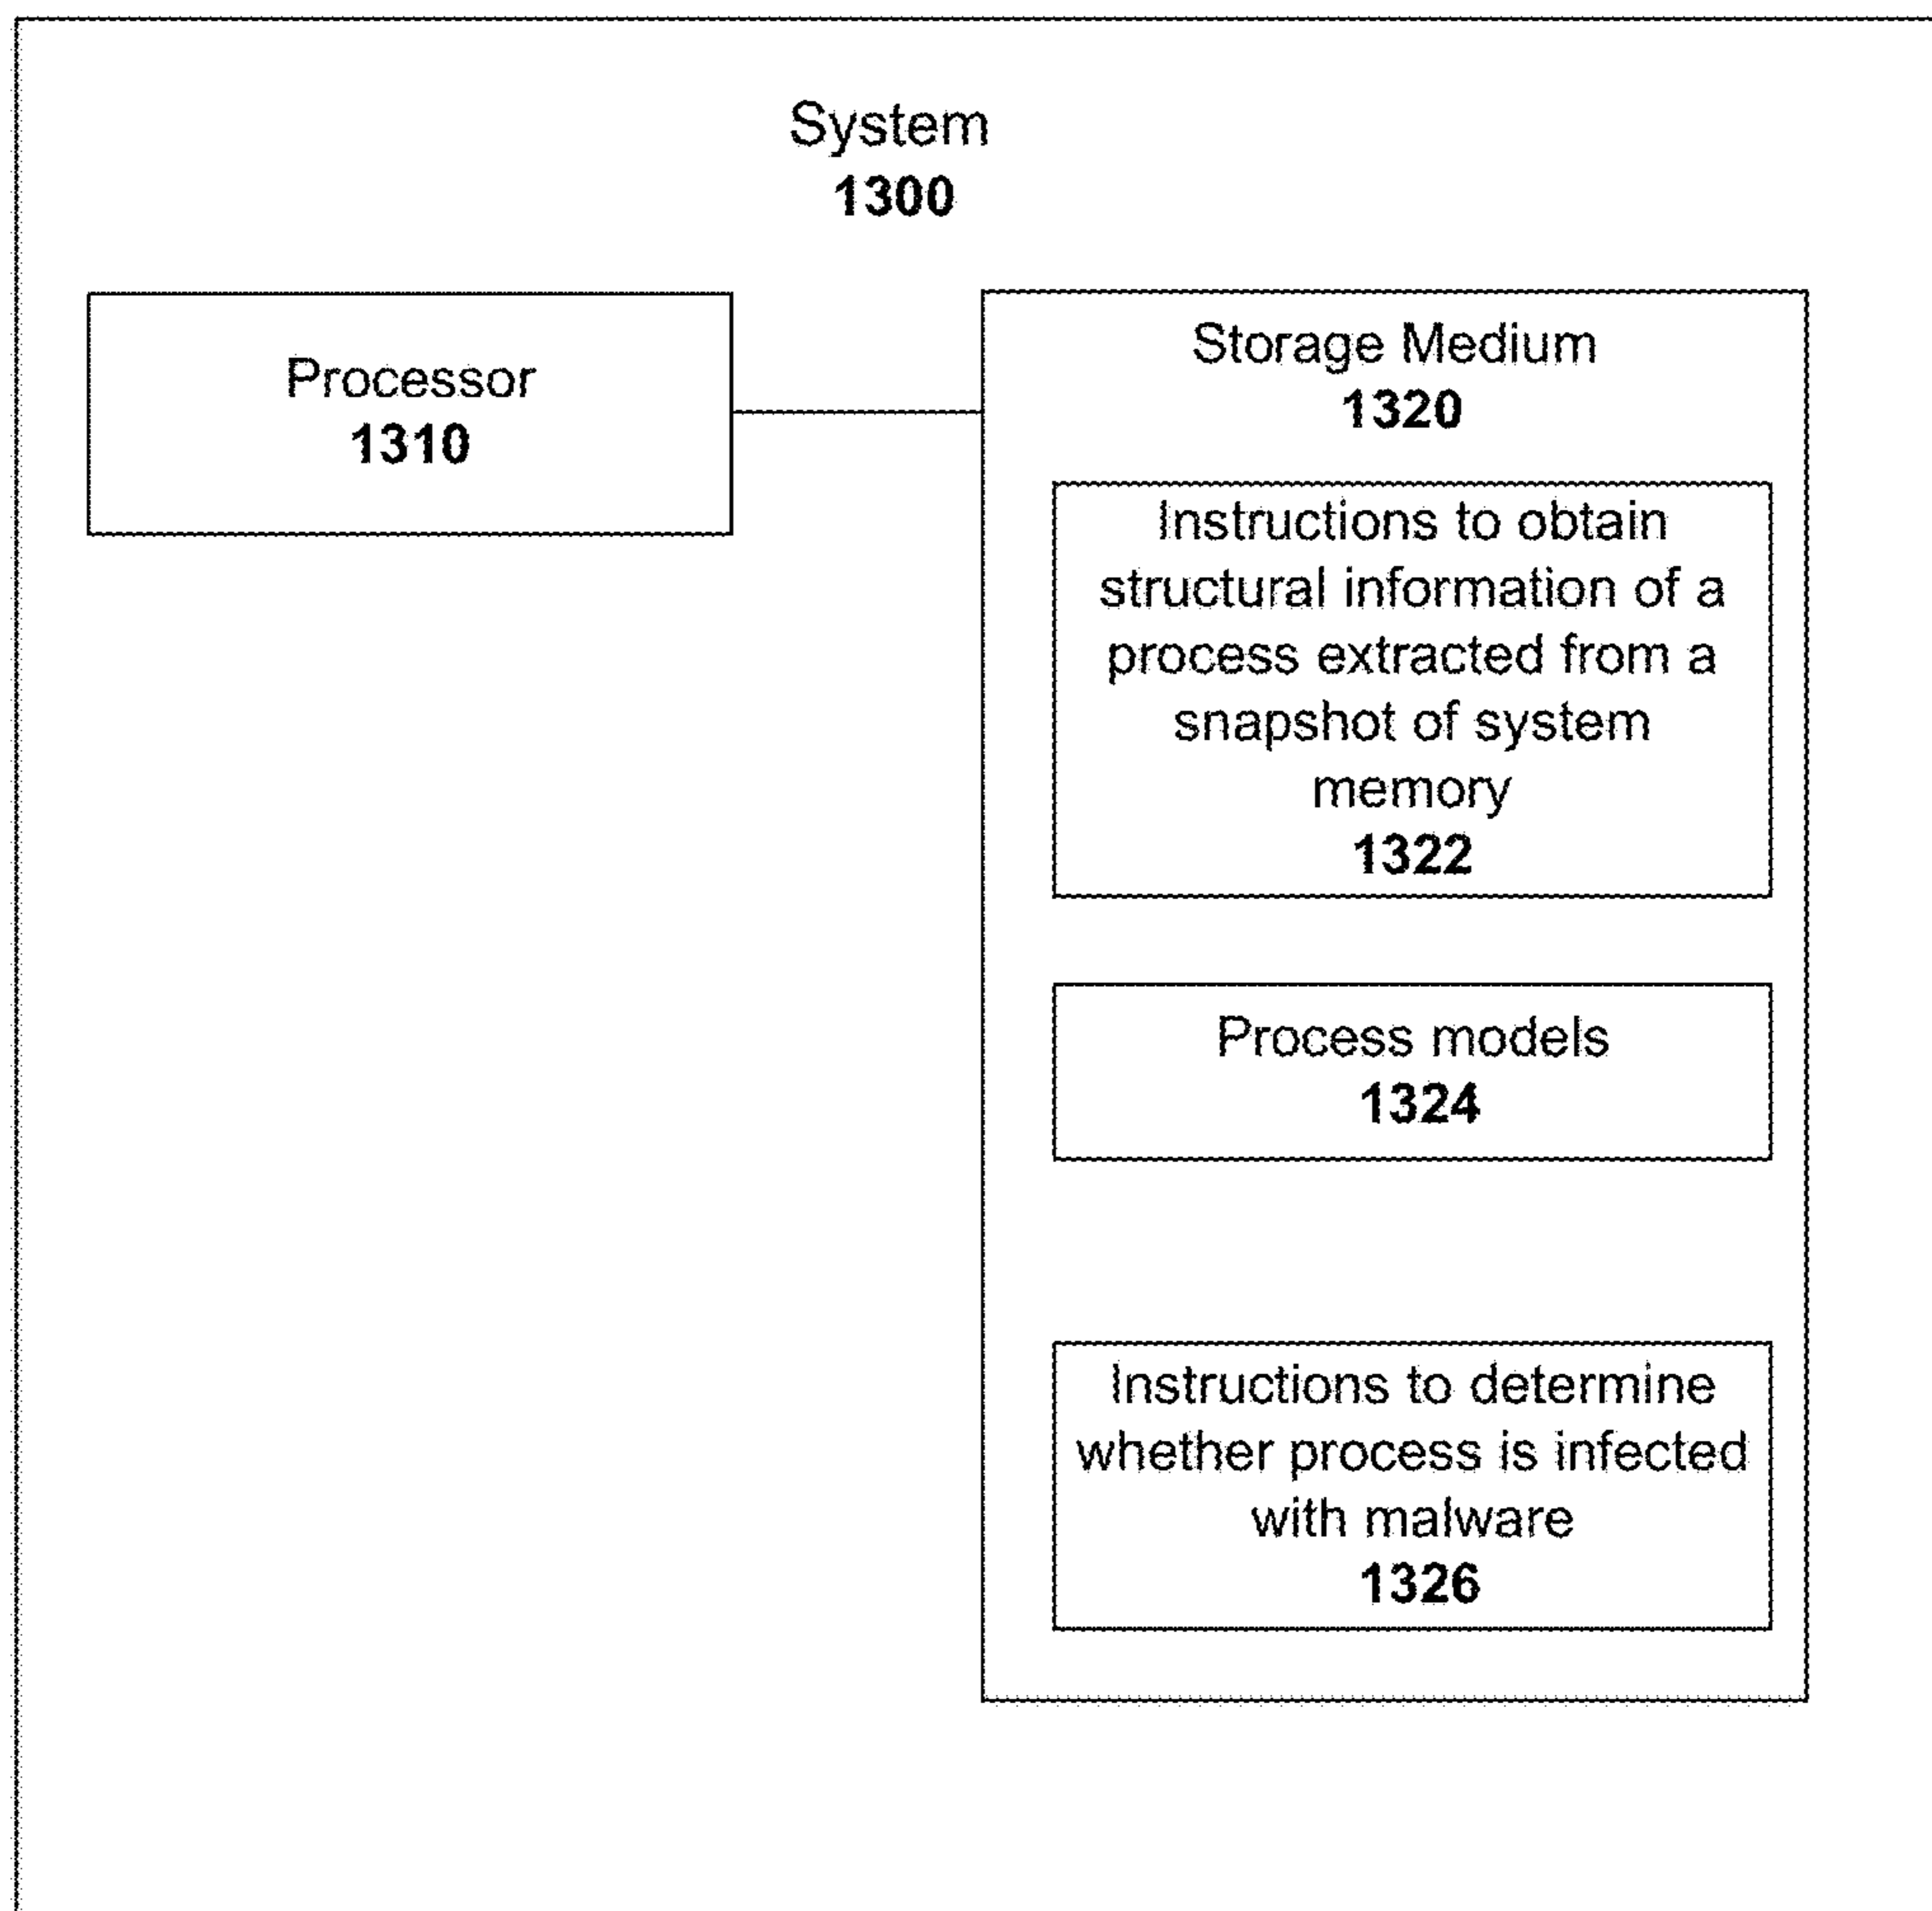 System
1300
Processor
1310
Storage Medium
1320
Instructions to obtain
structural information of a
process extracted from a
snapshot of system
memory
1322
Process models
1324
Instructions to determine
whether process is infected
with malware
1326